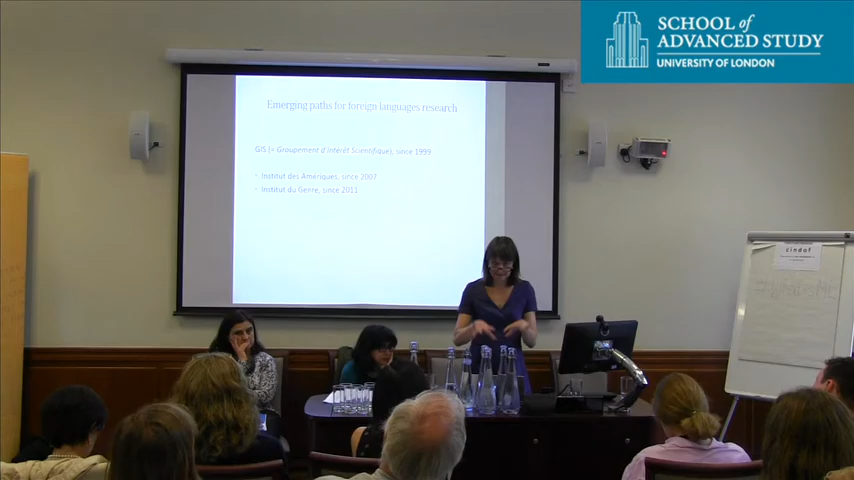 SCHOOL of
ADVANCED STUDY
UNIVERSITY OF LONDON
Emerging paths for foreign languages research
GIS (= Groupement d'Intérêt Scientifique), since 1999
- Institut des Amériques, since 2007
- Institut du Genre, since 2011